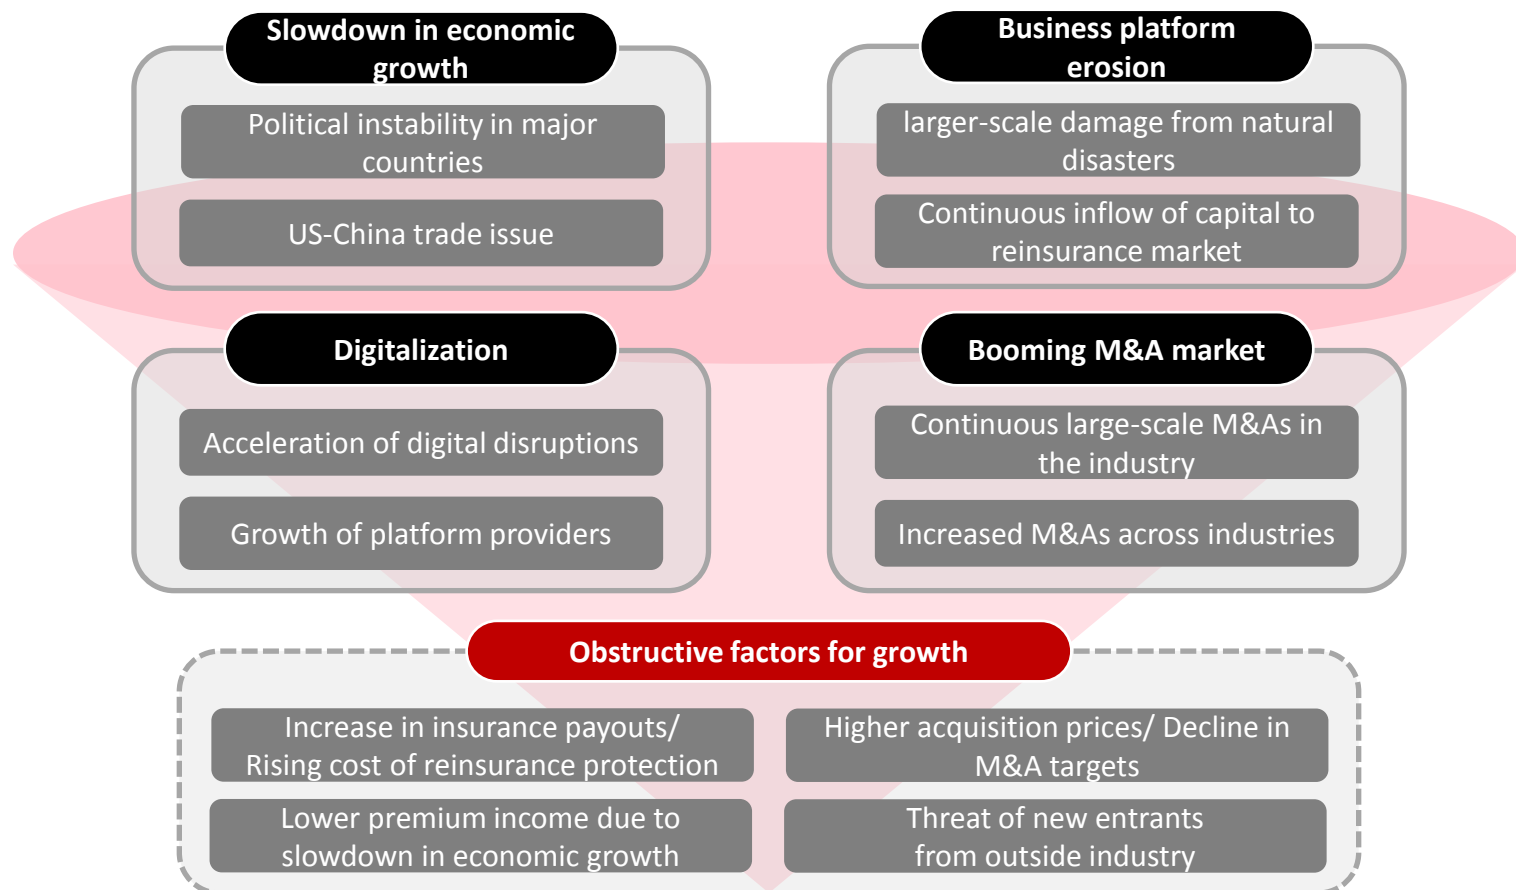 Slowdown in economic
growth
Political instability in major
countries
US-China trade issue
Business platform
erosion
larger-scale damage from natural
disasters
Continuous inflow of capital to
reinsurance market
Digitalization
Acceleration of digital disruptions
Growth of platform providers
Booming M&A market
Continuous large-scale M&As in
the industry
Increased M&As across industries
Obstructive factors for growth
Increase in insurance payouts/
Rising cost of reinsurance protection
Higher acquisition prices/ Decline in
M&A targets
Lower premium income due to
slowdown in economic growth
Threat of new entrants
from outside industry